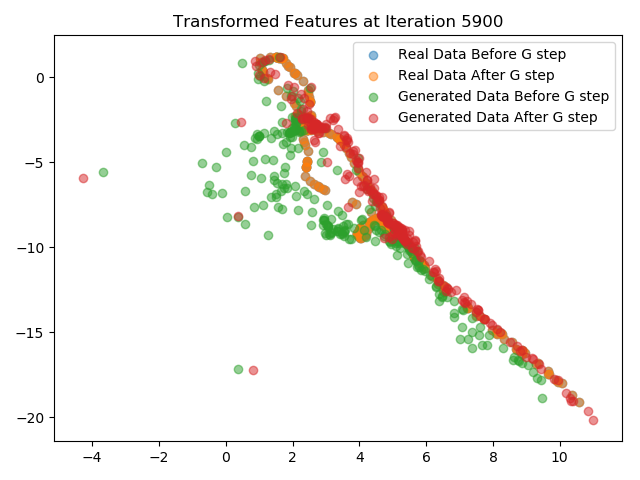 Transformed Features at Iteration 5900
Real Data Before G step
Real Data After G step
Generated Data Before G step
Generated Data After G step
0
−5
−10
−15
−20
−4 −2 0 2 4 6 8 10